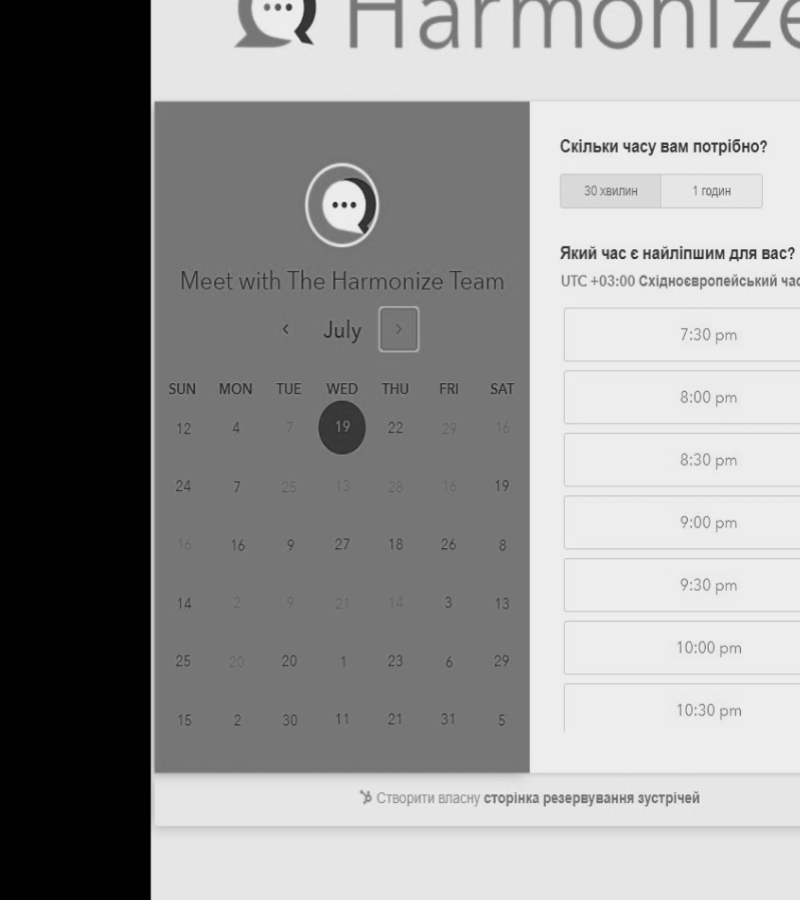 Harmonize
Meet with The Harmonize Team
July
SUN MON TUE WED THU FRI SAT
12 4 7 19 22 29 16
24 7 25 13 28 16 19
16 16 9 27 18 26 8
14 2 9 21 14 3 13
25 20 20 1 23 6 29
15 2 30 11 21 31 5
Скільки часу вам потрібно?
30 хвилин 1 годин
Який час є найліпшим для вас?
UTC +03:00 Східноєвропейський час
7:30 pm
8:00 pm
8:30 pm
9:00 pm
9:30 pm
10:00 pm
10:30 pm
Створити власну сторінка резервування зустрічей